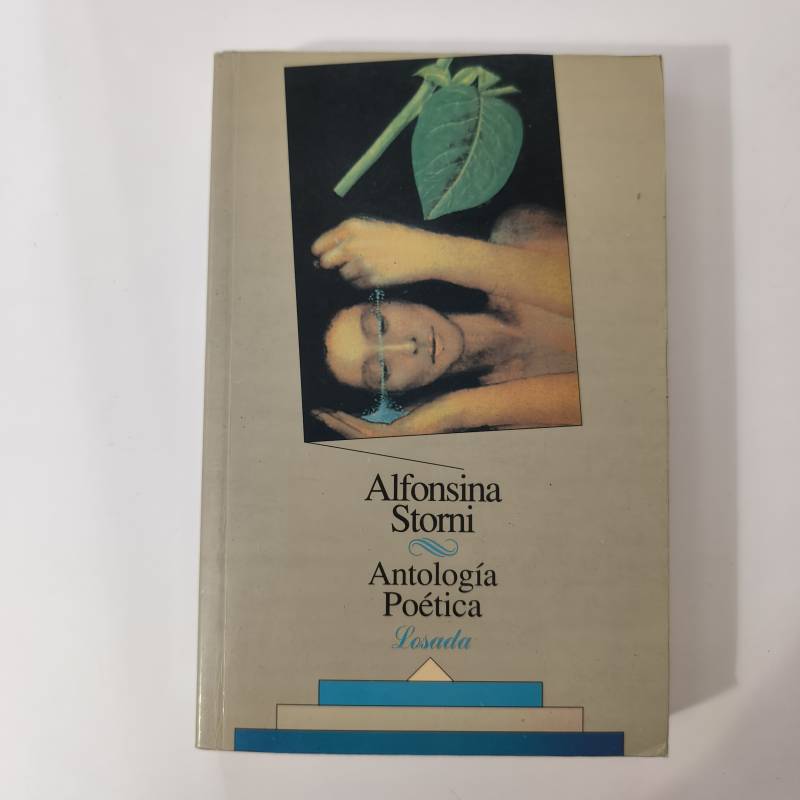 Alfonsina
Storni
Antología
Poética
Losada